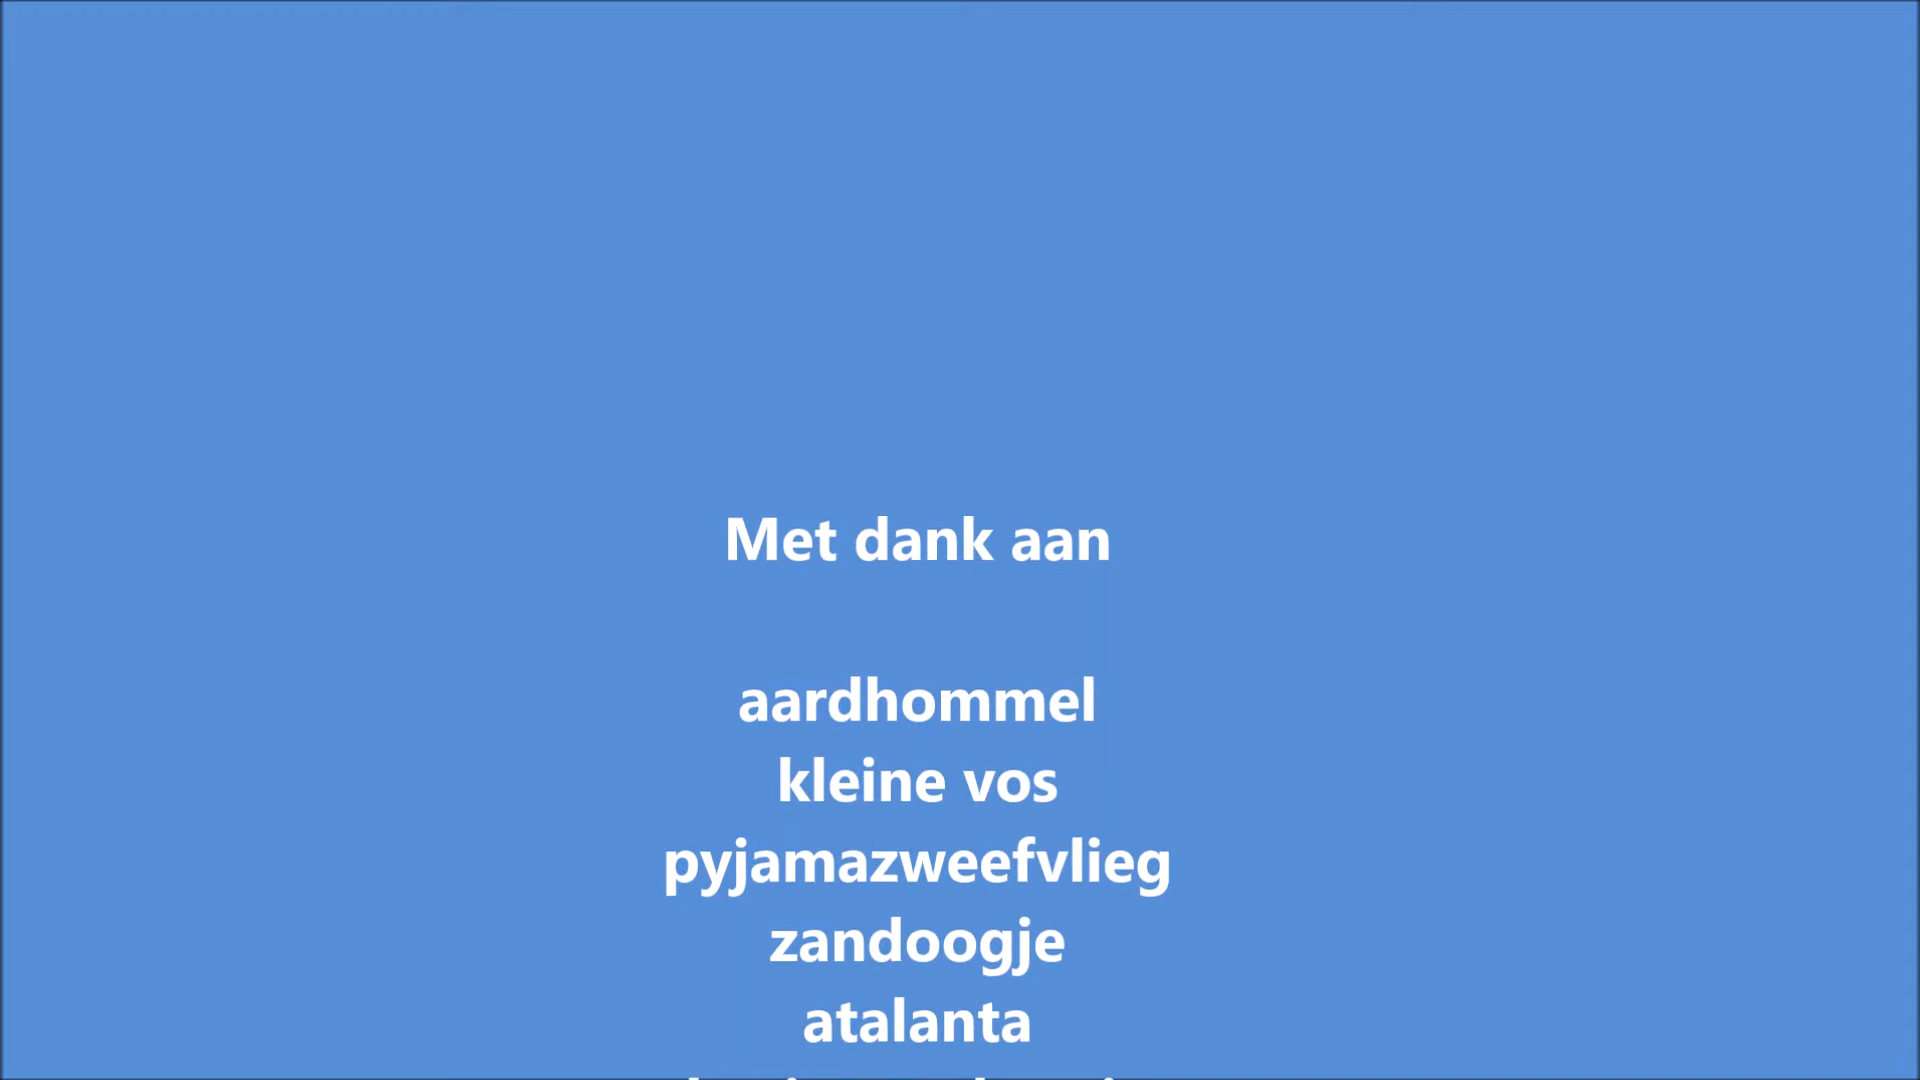 Met dank aan
aardhommel
kleine vos
pyjamazweefvlieg
zandoogje
atalanta